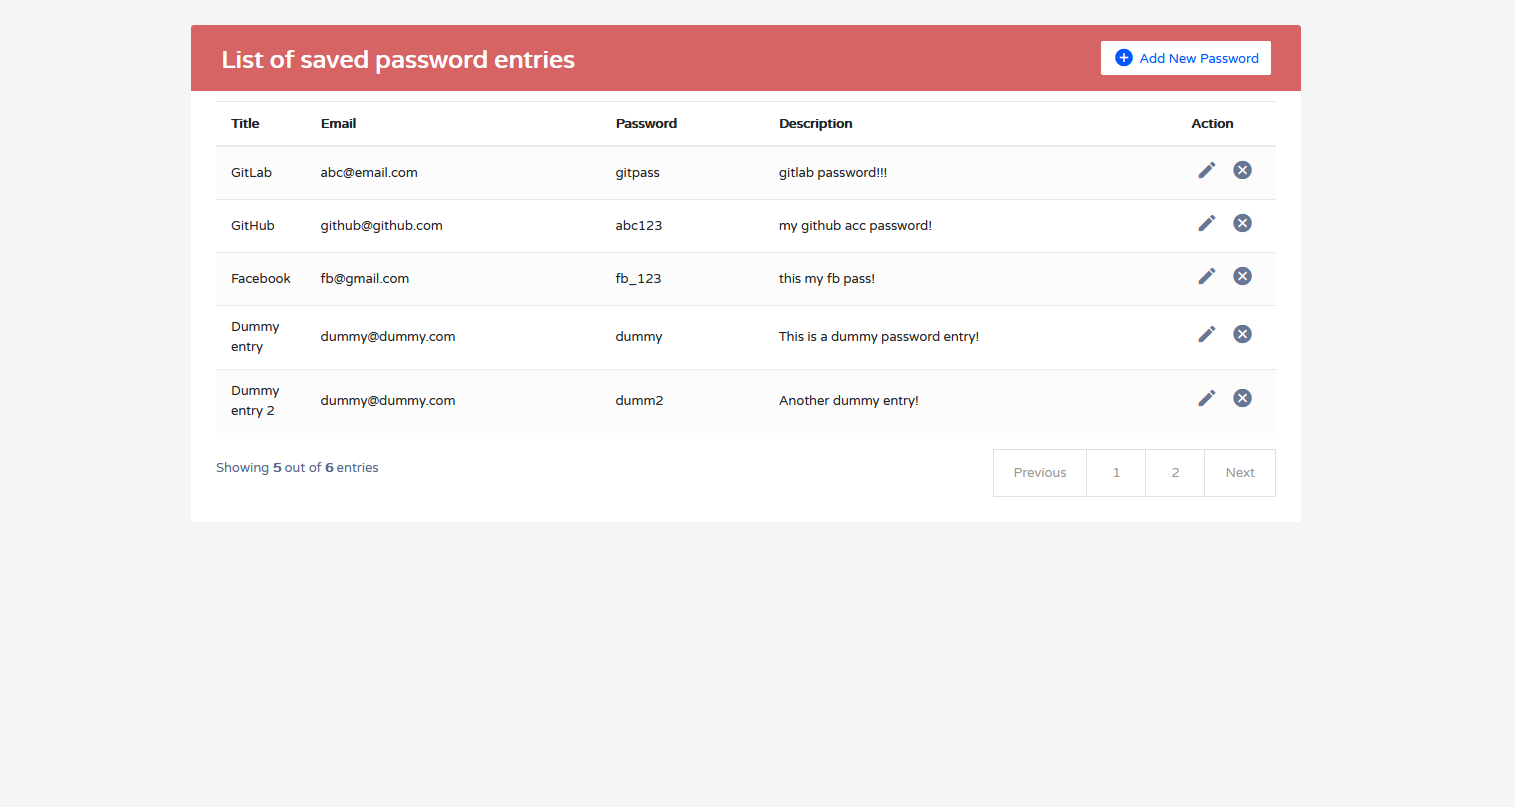 List of saved password entries
Add New Password
Title Email Password Description Action
GitLab abc@email.com gitpass gitlab password!!!
GitHub github@github.com abc123 my github acc password!
Facebook fb@gmail.com fb_123 this my fb pass!
Dummy
entry dummy@dummy.com dummy This is a dummy password entry!
Dummy
entry 2 dummy@dummy.com dumm2 Another dummy entry!
Showing 5 out of 6 entries
Previous 1 2 Next